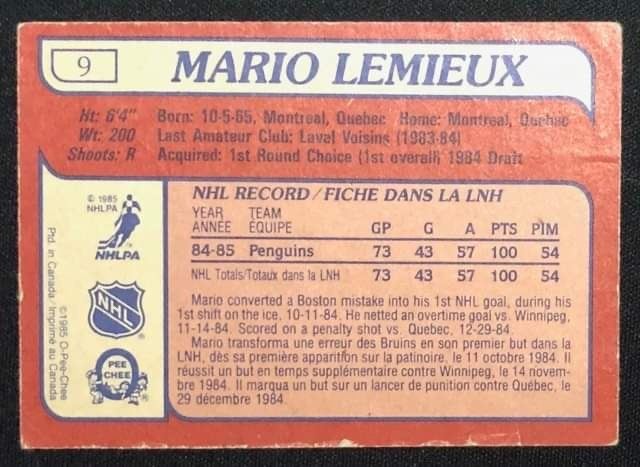 9
MARIO LEMIEUX
Ht: 6'4" Born: 10-5-65, Montreal, Quebec Home: Montreal, Quebec
Wt: 200 Last Amateur Club: Laval Voisins (1983-84)
Shoots: R Acquired: 1st Round Choice (1st overall) 1984 Draft
© 1985
NHLPA
NHLPA
NHL
O PEE CHEE
©1985 O-Pee-Chee
Ptd. in Canada/Imprimé au Canada
NHL RECORD/FICHE DANS LA LNH
YEAR TEAM
ANNÉE ÉQUIPE GP G A PTS PIM
84-85 Penguins 73 43 57 100 54
NHL Totals/Totaux dans la LNH 73 43 57 100 54
Mario converted a Boston mistake into his 1st NHL goal, during his
1st shift on the ice, 10-11-84. He netted an overtime goal vs. Winnipeg,
11-14-84. Scored on a penalty shot vs. Quebec, 12-29-84.
Mario transforma une erreur des Bruins en son premier but dans la
LNH, dès sa première apparition sur la patinoire, le 11 octobre 1984. Il
réussit un but en temps supplémentaire contre Winnipeg, le 14 novem-
bre 1984. Il marqua un but sur un lancer de punition contre Québec, le
29 décembre 1984.